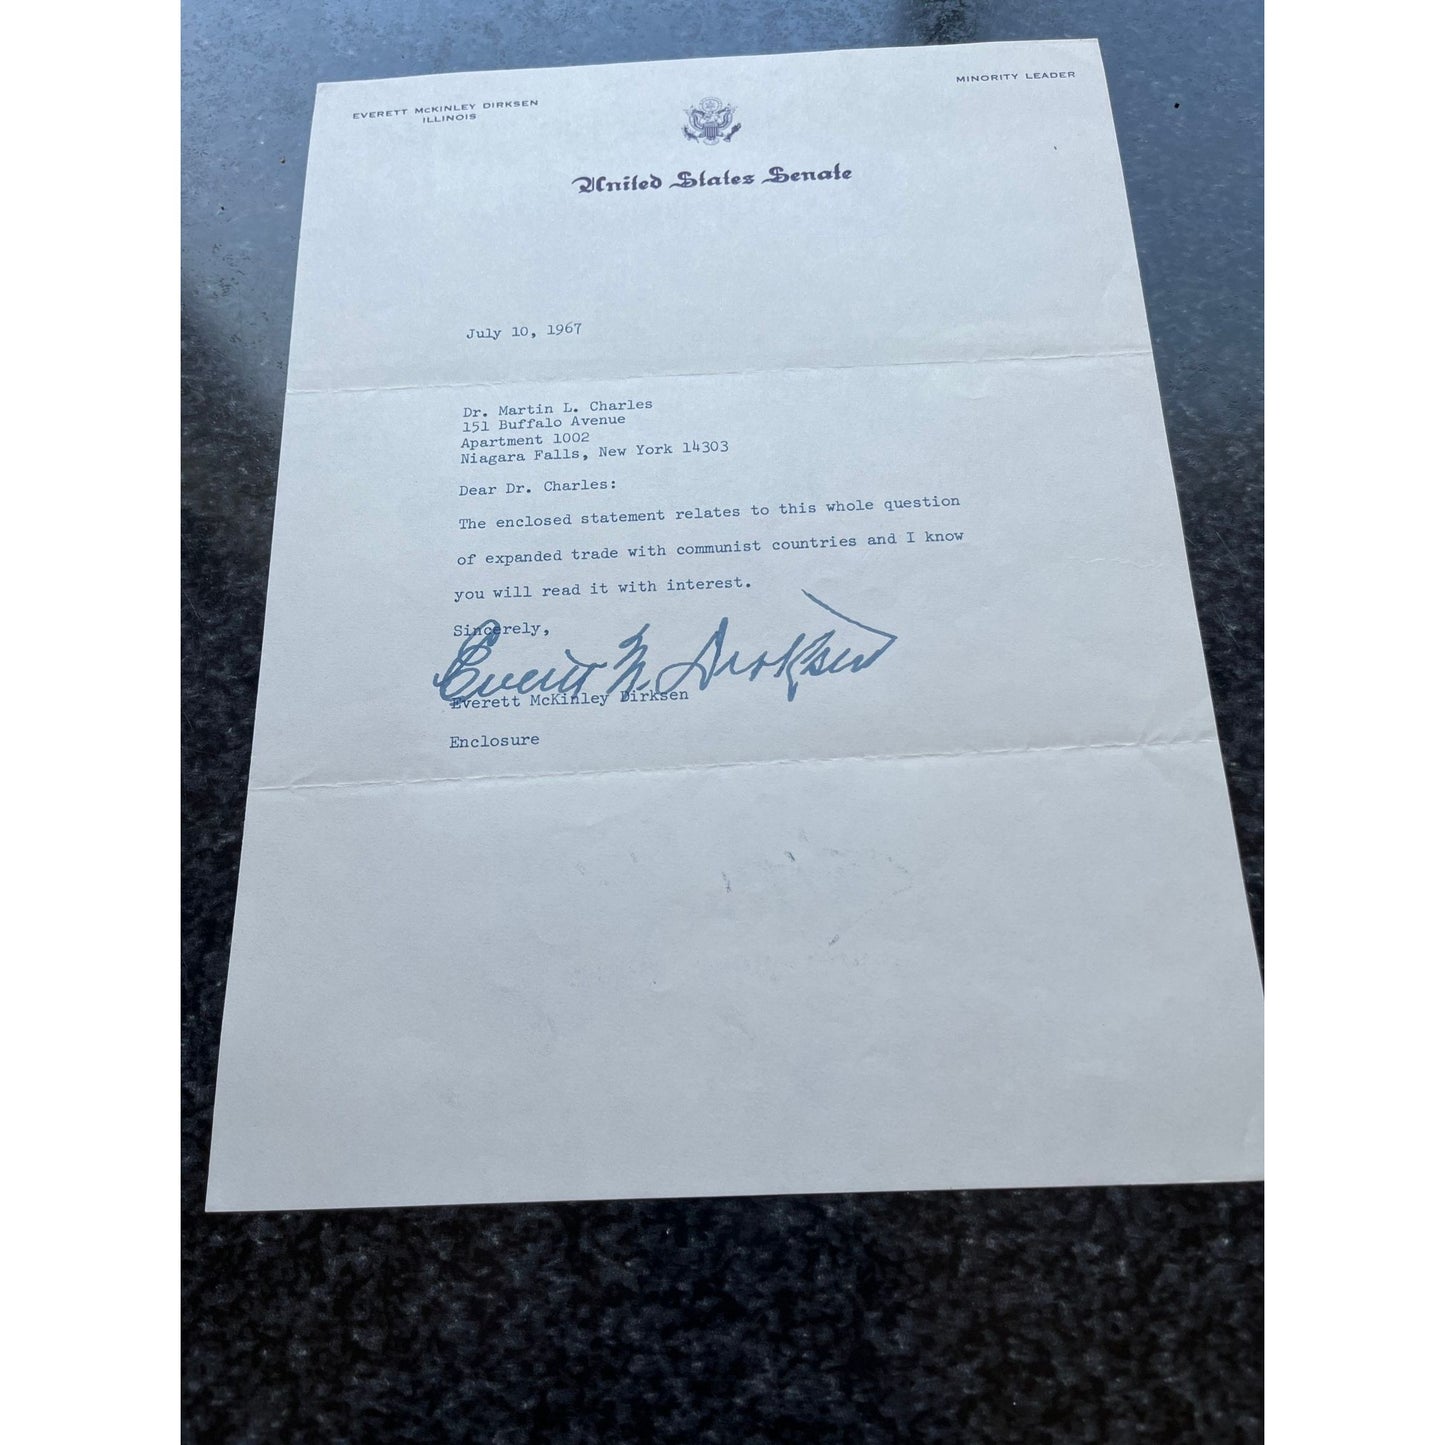 EVERETT McKINLEY DIRKSEN
ILLINOIS
MINORITY LEADER
United States Senate
July 10, 1967
Dr. Martin L. Charles
151 Buffalo Avenue
Apartment 1002
Niagara Falls, New York 14303
Dear Dr. Charles:
The enclosed statement relates to this whole question
of expanded trade with communist countries and I know
you will read it with interest.
Sincerely,
Everett M. Dirksen
Everett McKinley Dirksen
Enclosure